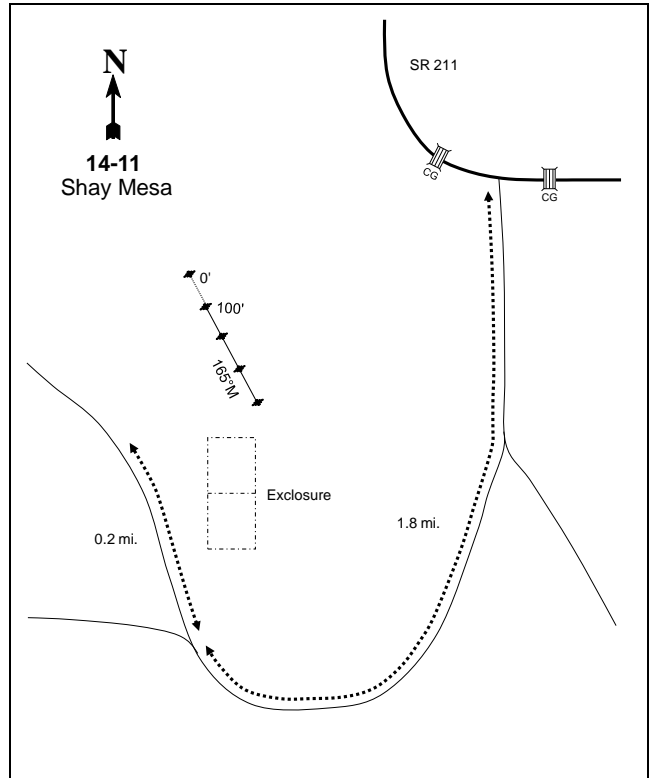 N
14-11
Shay Mesa
SR 211
CG
CG
0'
100'
165°M
Exclosure
0.2 mi.
1.8 mi.